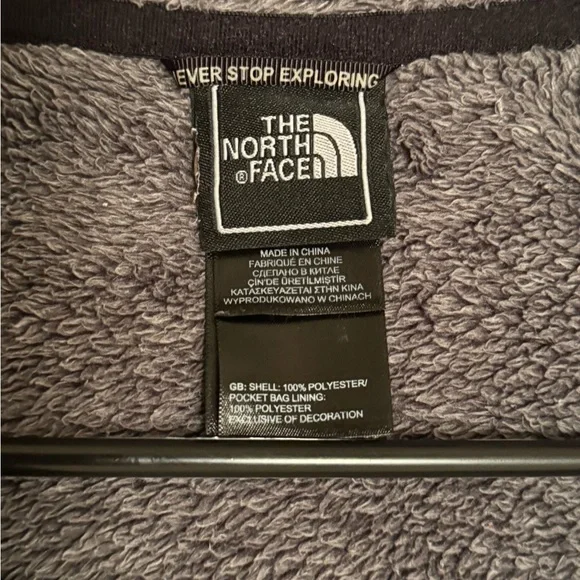 NEVER STOP EXPLORING
THE
NORTH
®FACE
MADE IN CHINA
FABRIQUÉ EN CHINE
СДЕЛАНО В КИТАЕ
ÇİN'DE ÜRETİLMİŞTİR
ΚΑΤΑΣΚΕΥΑΖΕΤΑΙ ΣΤΗΝ ΚΙΝΑ
WYPRODUKOWANO W CHINACH
GB: SHELL: 100% POLYESTER/
POCKET BAG LINING:
100% POLYESTER
EXCLUSIVE OF DECORATION